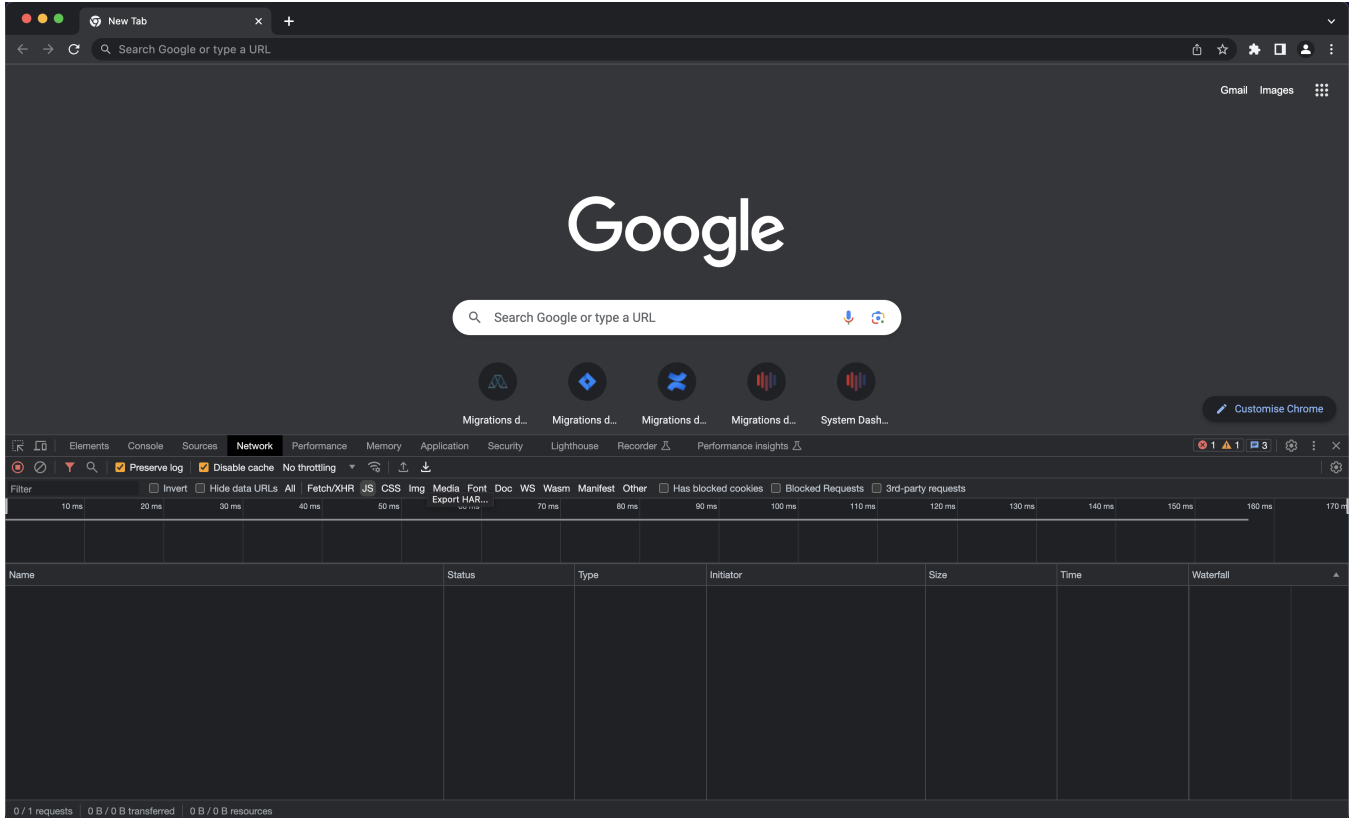 New Tab
Search Google or type a URL
Gmail Images
Google
Search Google or type a URL
Migrations d... Migrations d... Migrations d... Migrations d... System Dash...
Customise Chrome
Elements Console Sources Network Performance Memory Application Security Lighthouse Recorder Performance insights 1 1 3
Preserve log Disable cache No throttling
Filter Invert Hide data URLs All Fetch/XHR JS CSS Img Media Font Doc WS Wasm Manifest Other Has blocked cookies Blocked Requests 3rd-party requests
Export HAR...
10 ms 20 ms 30 ms 40 ms 50 ms 60 ms 70 ms 80 ms 90 ms 100 ms 110 ms 120 ms 130 ms 140 ms 150 ms 160 ms 170 m
Name Status Type Initiator Size Time Waterfall
0 / 1 requests 0 B / 0 B transferred 0 B / 0 B resources